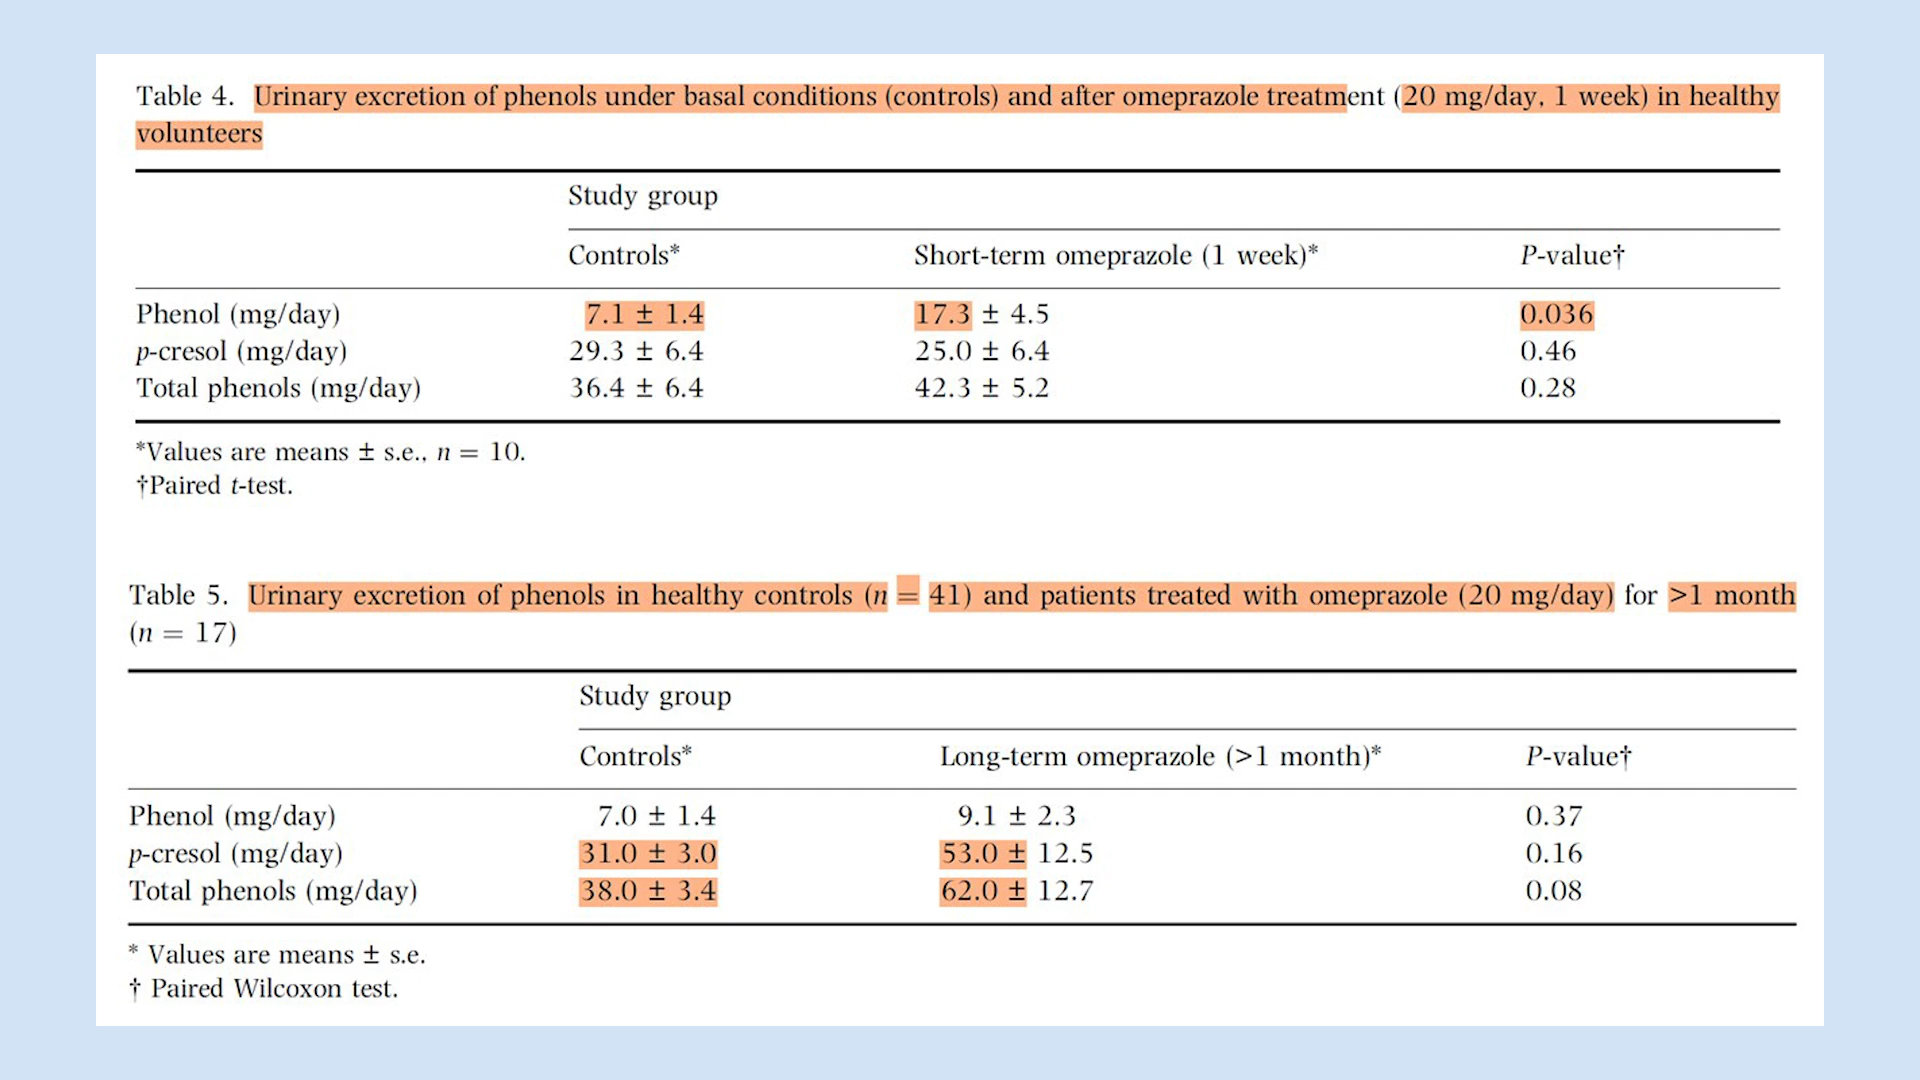 Table 4. Urinary excretion of phenols under basal conditions (controls) and after omeprazole treatment (20 mg/day, 1 week) in healthy
volunteers
Study group
Controls* Short-term omeprazole (1 week)* P-value†
Phenol (mg/day) 7.1 ± 1.4 17.3 ± 4.5 0.036
p-cresol (mg/day) 29.3 ± 6.4 25.0 ± 6.4 0.46
Total phenols (mg/day) 36.4 ± 6.4 42.3 ± 5.2 0.28
*Values are means ± s.e., n = 10.
†Paired t-test.
Table 5. Urinary excretion of phenols in healthy controls (n = 41) and patients treated with omeprazole (20 mg/day) for >1 month
(n = 17)
Study group
Controls* Long-term omeprazole (>1 month)* P-value†
Phenol (mg/day) 7.0 ± 1.4 9.1 ± 2.3 0.37
p-cresol (mg/day) 31.0 ± 3.0 53.0 ± 12.5 0.16
Total phenols (mg/day) 38.0 ± 3.4 62.0 ± 12.7 0.08
* Values are means ± s.e.
† Paired Wilcoxon test.